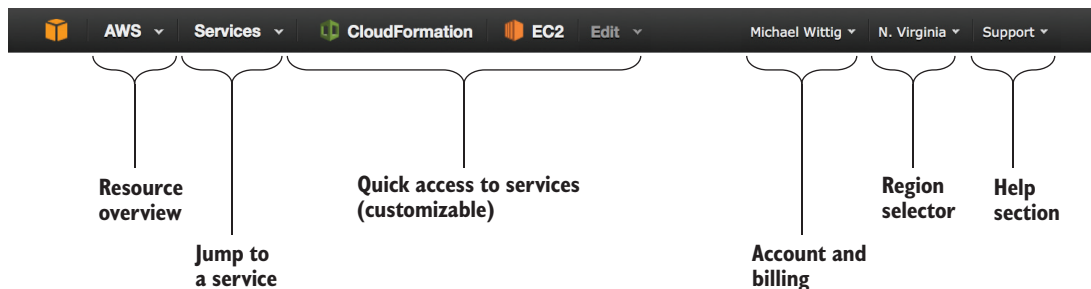 AWS Services CloudFormation EC2 Edit Michael Wittig N. Virginia Support
Resource
overview
Quick access to services
(customizable)
Region
selector
Help
section
Jump to
a service
Account and
billing